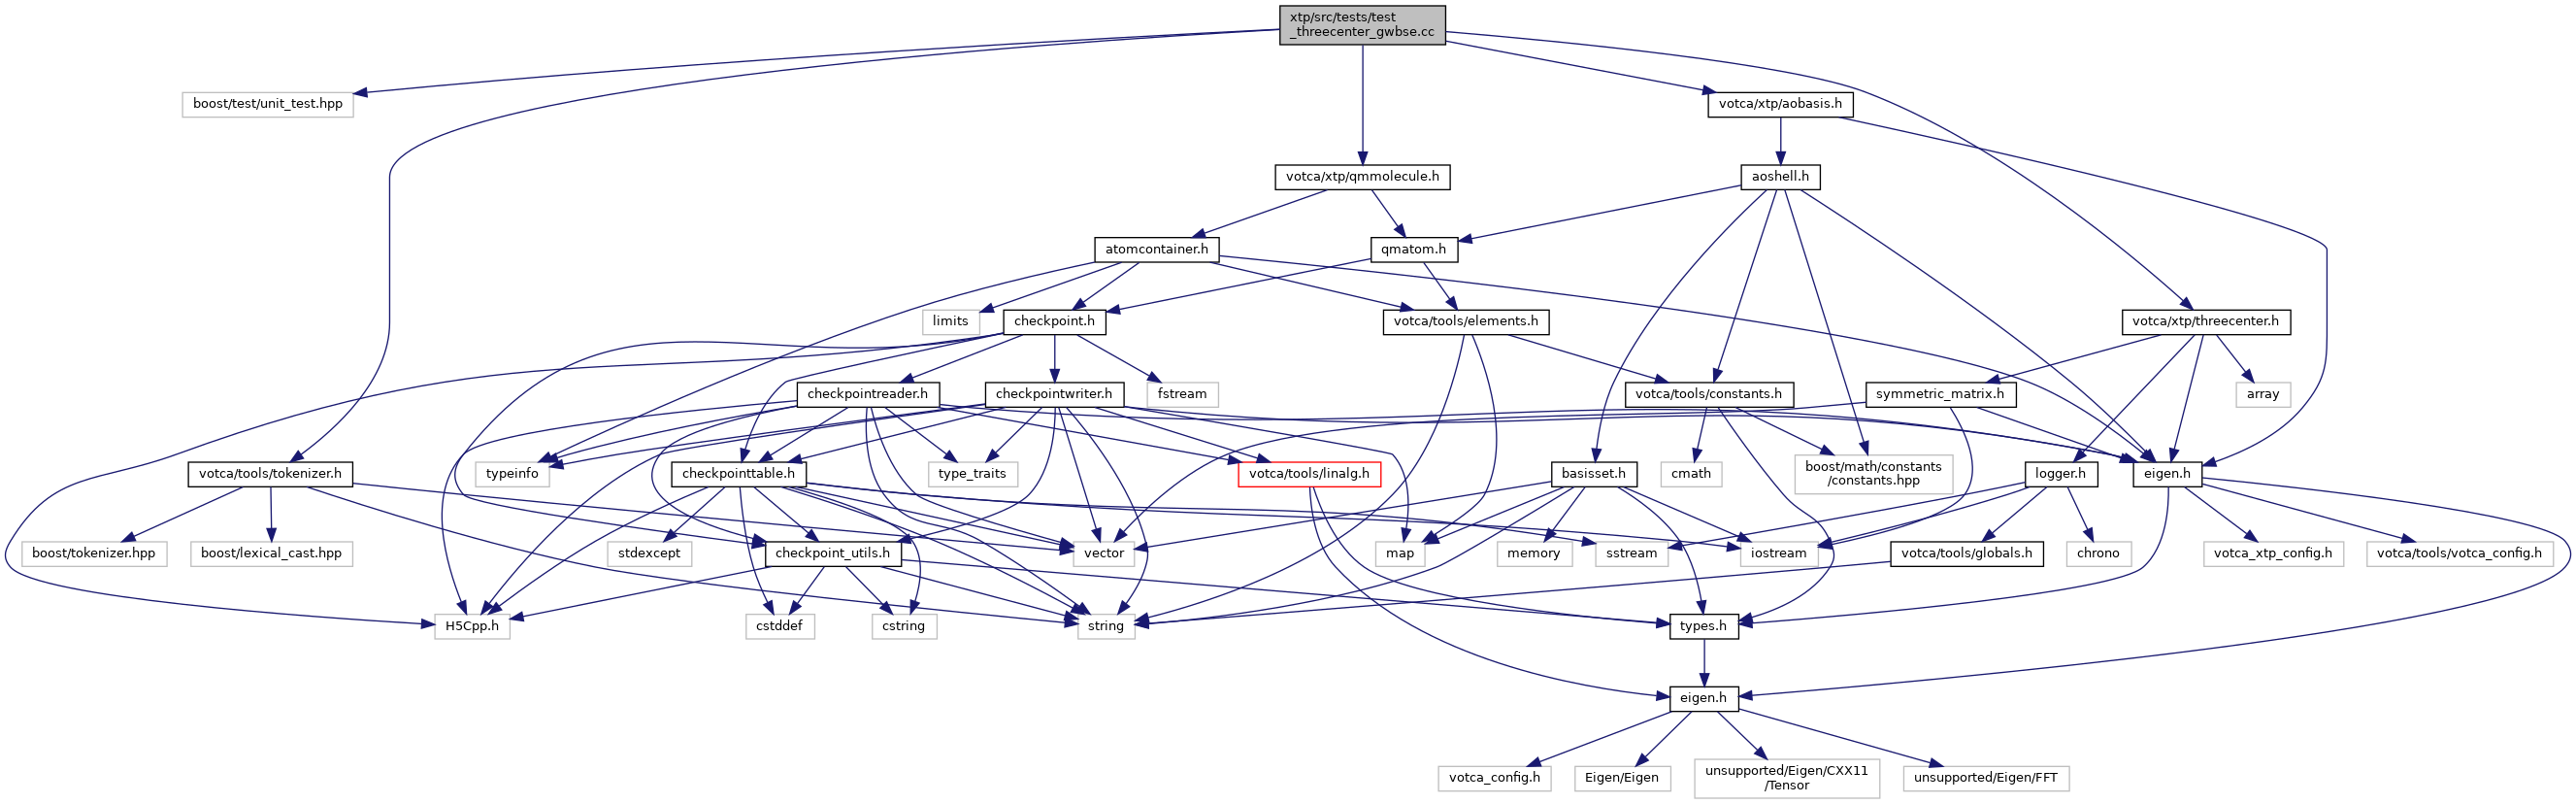 xtp/src/tests/test
_threecenter_gwbse.cc
boost/test/unit_test.hpp
votca/xtp/aobasis.h
votca/xtp/qmmolecule.h
aoshell.h
atomcontainer.h
qmatom.h
limits
checkpoint.h
votca/tools/elements.h
votca/xtp/threecenter.h
checkpointreader.h
checkpointwriter.h
fstream
votca/tools/constants.h
symmetric_matrix.h
array
votca/tools/tokenizer.h
typeinfo
checkpointtable.h
type_traits
votca/tools/linalg.h
basisset.h
cmath
boost/math/constants
/constants.hpp
logger.h
eigen.h
boost/tokenizer.hpp
boost/lexical_cast.hpp
stdexcept
checkpoint_utils.h
vector
map
memory
sstream
iostream
votca/tools/globals.h
chrono
votca_xtp_config.h
votca/tools/votca_config.h
H5Cpp.h
cstddef
cstring
string
types.h
eigen.h
votca_config.h
Eigen/Eigen
unsupported/Eigen/CXX11
/Tensor
unsupported/Eigen/FFT